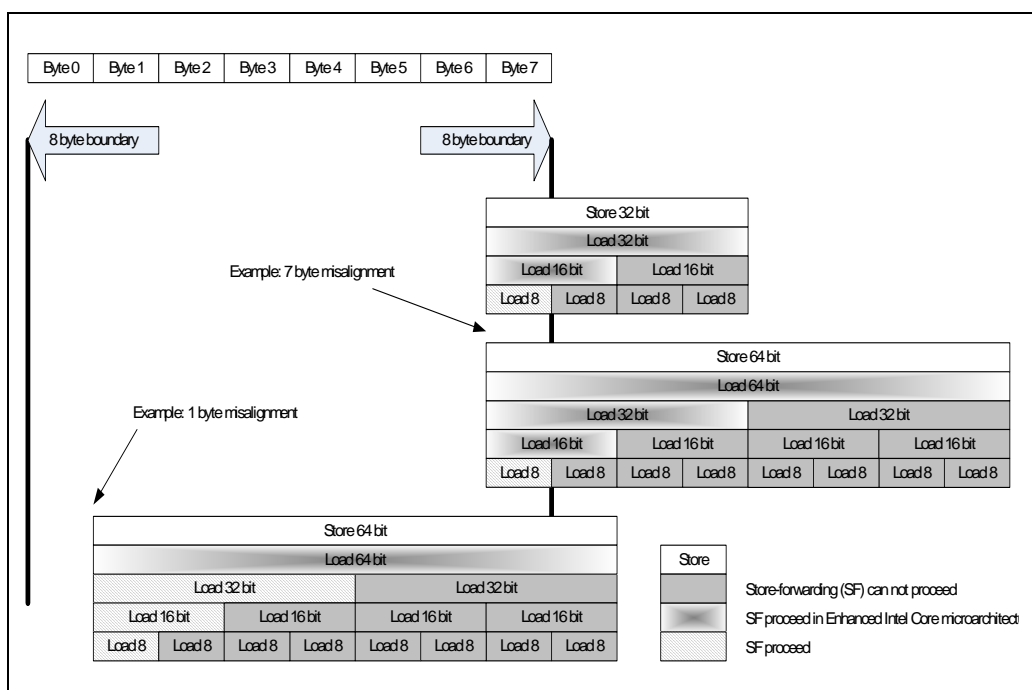 Byte 0 Byte 1 Byte 2 Byte 3 Byte 4 Byte 5 Byte 6 Byte 7
8 byte boundary 8 byte boundary
Store 32 bit
Load 32 bit
Example: 7 byte misalignment
Load 16 bit Load 16 bit
Load 8 Load 8 Load 8 Load 8
Store 64 bit
Load 64 bit
Example: 1 byte misalignment
Load 32 bit Load 32 bit
Load 16 bit Load 16 bit Load 16 bit Load 16 bit
Load 8 Load 8 Load 8 Load 8 Load 8 Load 8 Load 8 Load 8
Store 64 bit
Load 64 bit
Load 32 bit Load 32 bit
Load 16 bit Load 16 bit Load 16 bit Load 16 bit
Load 8 Load 8 Load 8 Load 8 Load 8 Load 8 Load 8 Load 8
Store
Store-forwarding (SF) can not proceed
SF proceed in Enhanced Intel Core microarchitect
SF proceed